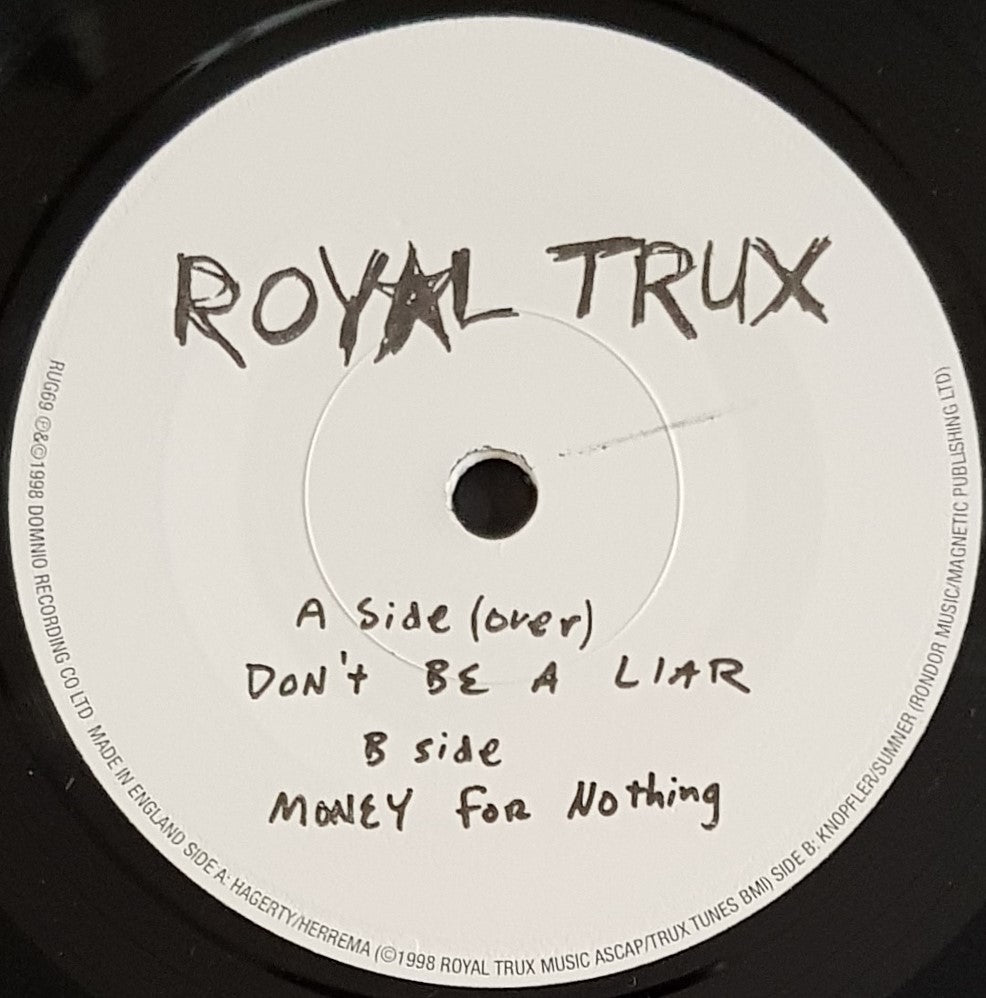 ROYAL TRUX
A side (over)
DON't BE A LIAR
B side
MONEY FOR NOthing
RUG69 ℗&©1998 DOMNIO RECORDING CO LTD MADE IN ENGLAND SIDE A: HAGERTY/HERREMA (©1998 ROYAL TRUX MUSIC ASCAP/TRUX TUNES BMI) SIDE B: KNOPFLER/SUMNER (RONDOR MUSIC/MAGNETIC PUBLISHING LTD)